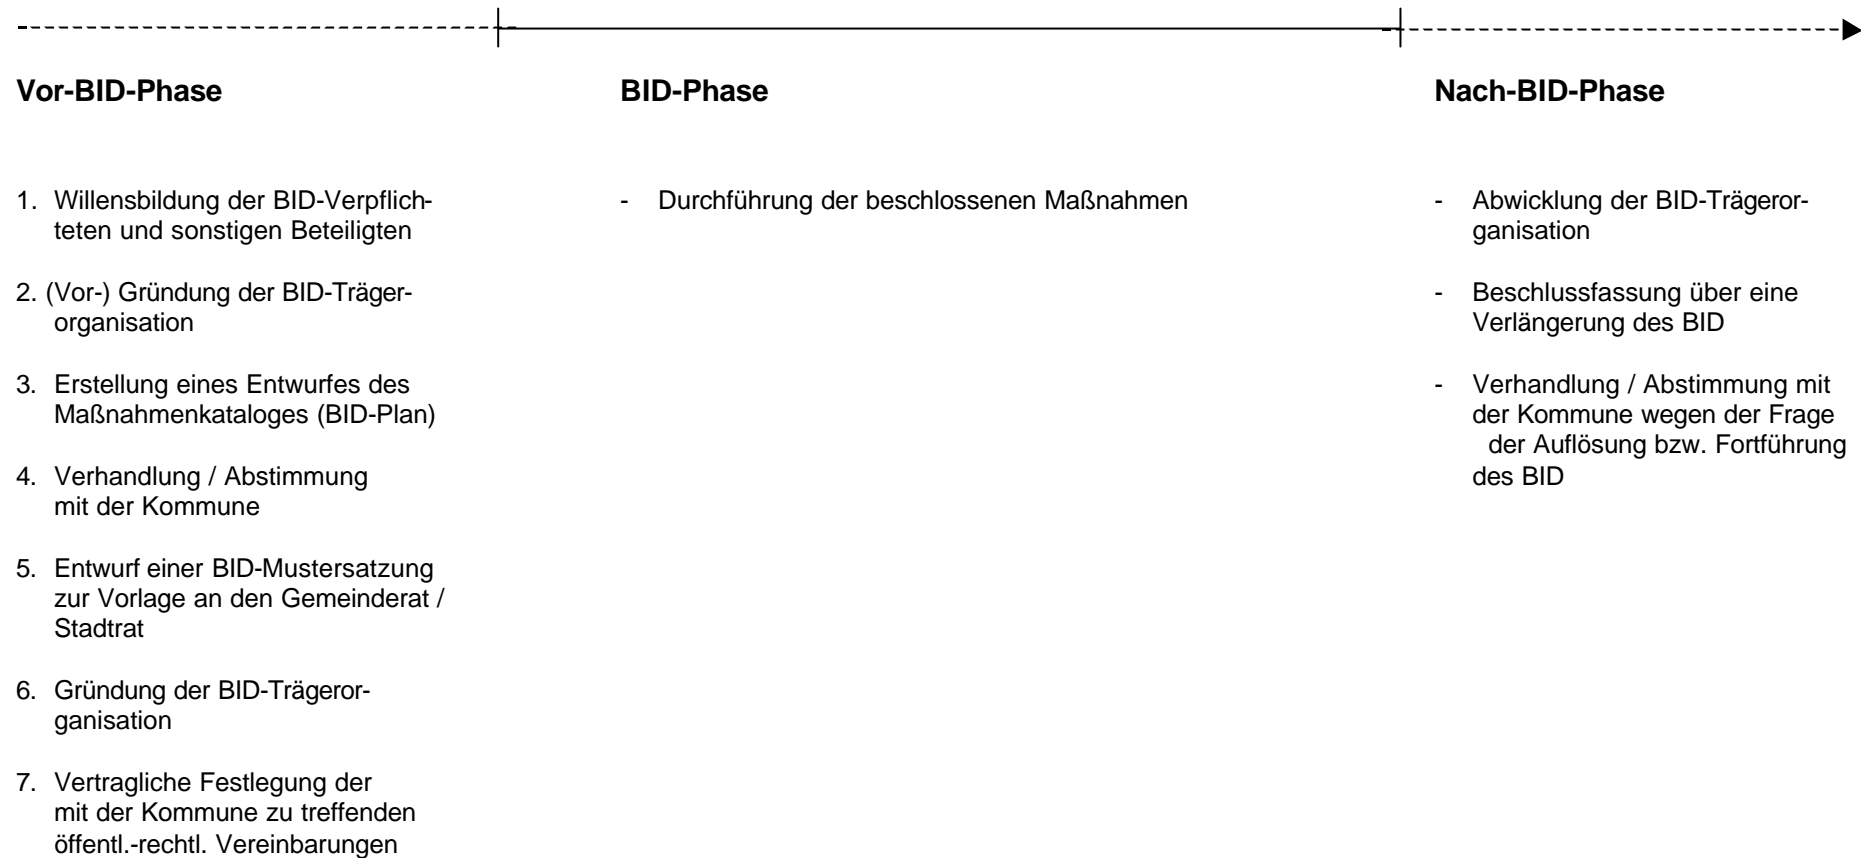 Vor-BID-Phase
1. Willensbildung der BID-Verpflich-
teten und sonstigen Beteiligten
2. (Vor-) Gründung der BID-Träger-
organisation
3. Erstellung eines Entwurfes des
Maßnahmenkataloges (BID-Plan)
4. Verhandlung / Abstimmung
mit der Kommune
5. Entwurf einer BID-Mustersatzung
zur Vorlage an den Gemeinderat /
Stadtrat
6. Gründung der BID-Trägeror-
ganisation
7. Vertragliche Festlegung der
mit der Kommune zu treffenden
öffentl.-rechtl. Vereinbarungen
BID-Phase
- Durchführung der beschlossenen Maßnahmen
Nach-BID-Phase
- Abwicklung der BID-Trägeror-
ganisation
- Beschlussfassung über eine
Verlängerung des BID
- Verhandlung / Abstimmung mit
der Kommune wegen der Frage
der Auflösung bzw. Fortführung
des BID